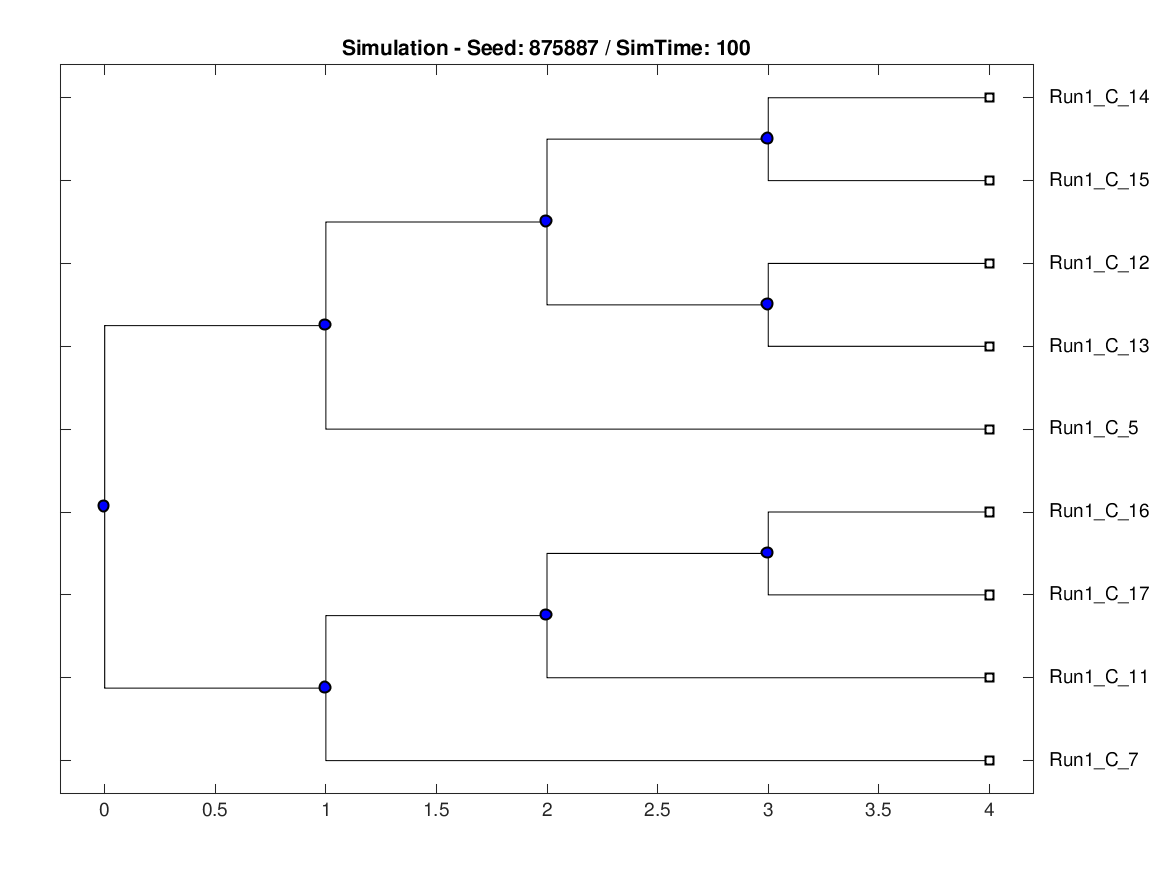 Simulation - Seed: 875887 / SimTime: 100
Run1_C_14
Run1_C_15
Run1_C_12
Run1_C_13
Run1_C_5
Run1_C_16
Run1_C_17
Run1_C_11
Run1_C_7
0 0.5 1 1.5 2 2.5 3 3.5 4